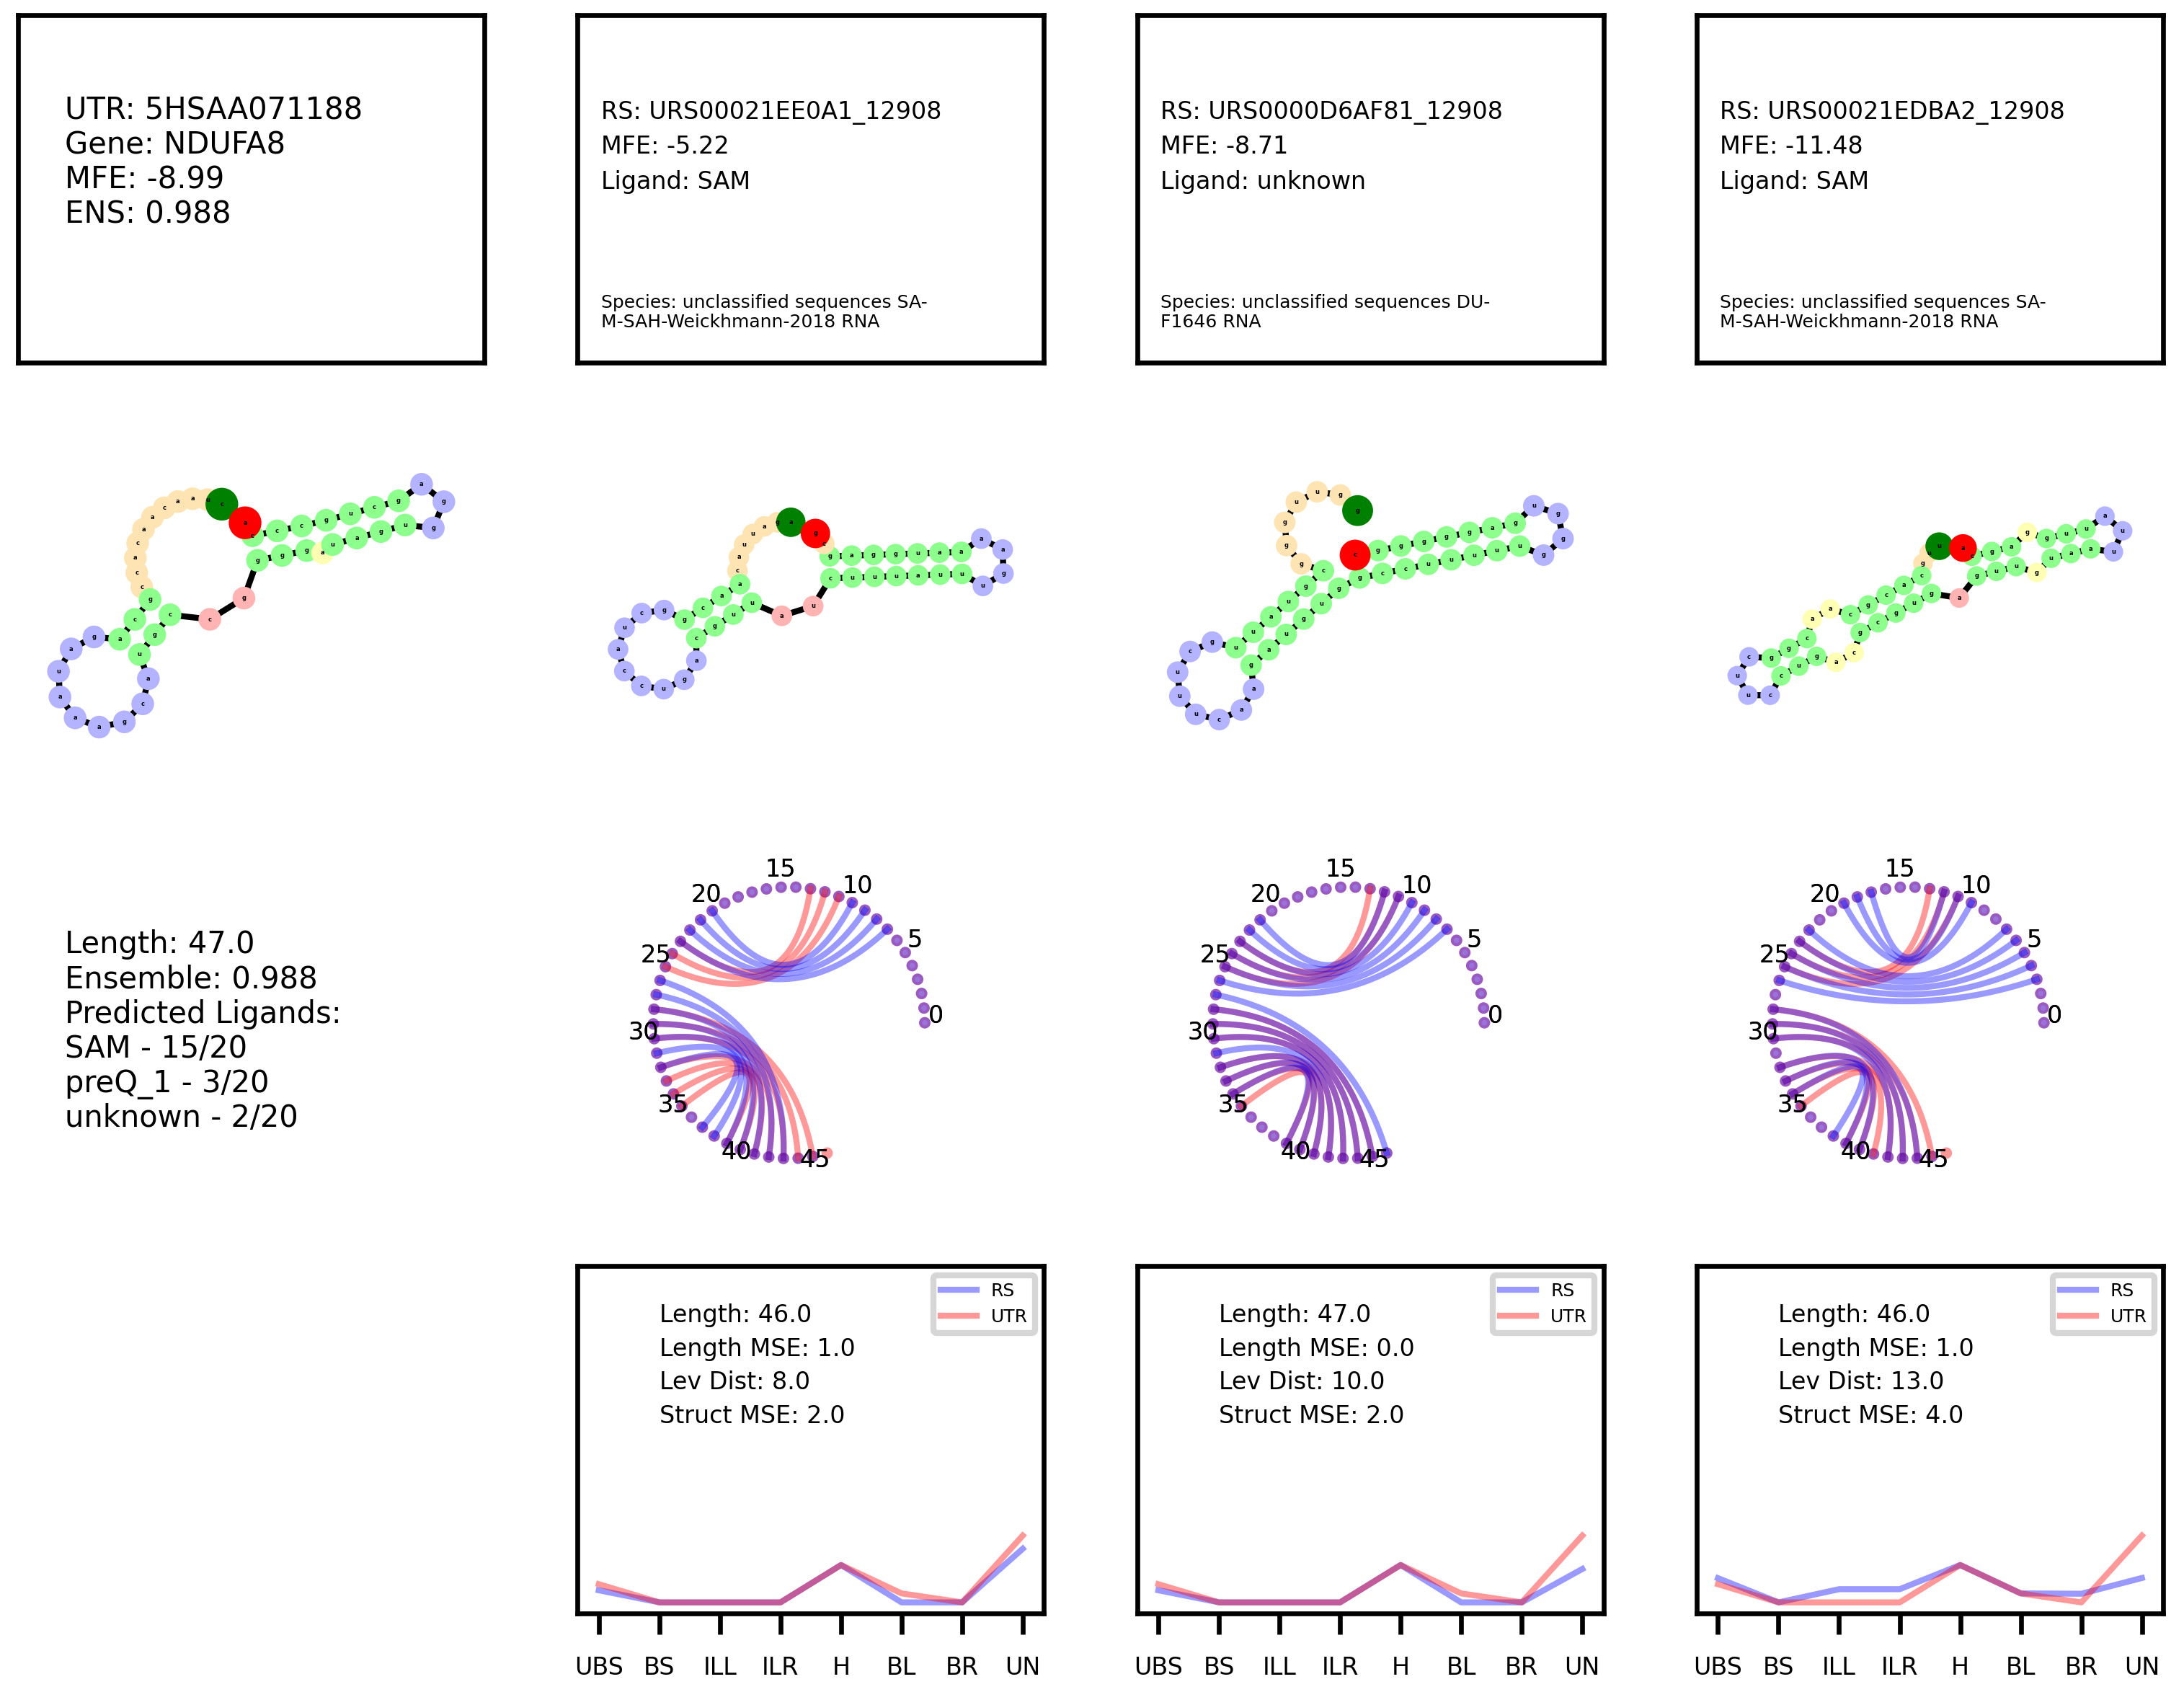 UTR: 5HSAA071188
Gene: NDUFA8
MFE: -8.99
ENS: 0.988
RS: URS00021EE0A1_12908
MFE: -5.22
Ligand: SAM
Species: unclassified sequences SA-
M-SAH-Weickhmann-2018 RNA
RS: URS0000D6AF81_12908
MFE: -8.71
Ligand: unknown
Species: unclassified sequences DU-
F1646 RNA
RS: URS00021EDBA2_12908
MFE: -11.48
Ligand: SAM
Species: unclassified sequences SA-
M-SAH-Weickhmann-2018 RNA
Length: 47.0
Ensemble: 0.988
Predicted Ligands:
SAM - 15/20
preQ_1 - 3/20
unknown - 2/20
0
5
10
15
20
25
30
35
40
45
0
5
10
15
20
25
30
35
40
45
0
5
10
15
20
25
30
35
40
45
RS
UTR
Length: 46.0
Length MSE: 1.0
Lev Dist: 8.0
Struct MSE: 2.0
UBS BS ILL ILR H BL BR UN
RS
UTR
Length: 47.0
Length MSE: 0.0
Lev Dist: 10.0
Struct MSE: 2.0
UBS BS ILL ILR H BL BR UN
RS
UTR
Length: 46.0
Length MSE: 1.0
Lev Dist: 13.0
Struct MSE: 4.0
UBS BS ILL ILR H BL BR UN